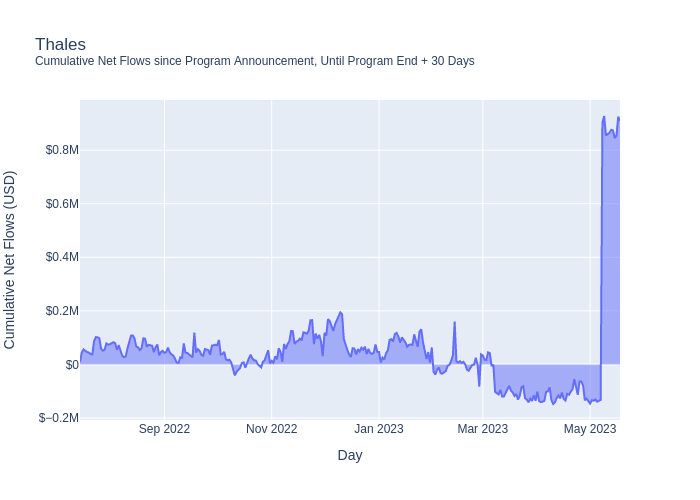 Thales
Cumulative Net Flows since Program Announcement, Until Program End + 30 Days
Cumulative Net Flows (USD)
$0.8M
$0.6M
$0.4M
$0.2M
$0
$−0.2M
Sep 2022
Nov 2022
Jan 2023
Mar 2023
May 2023
Day